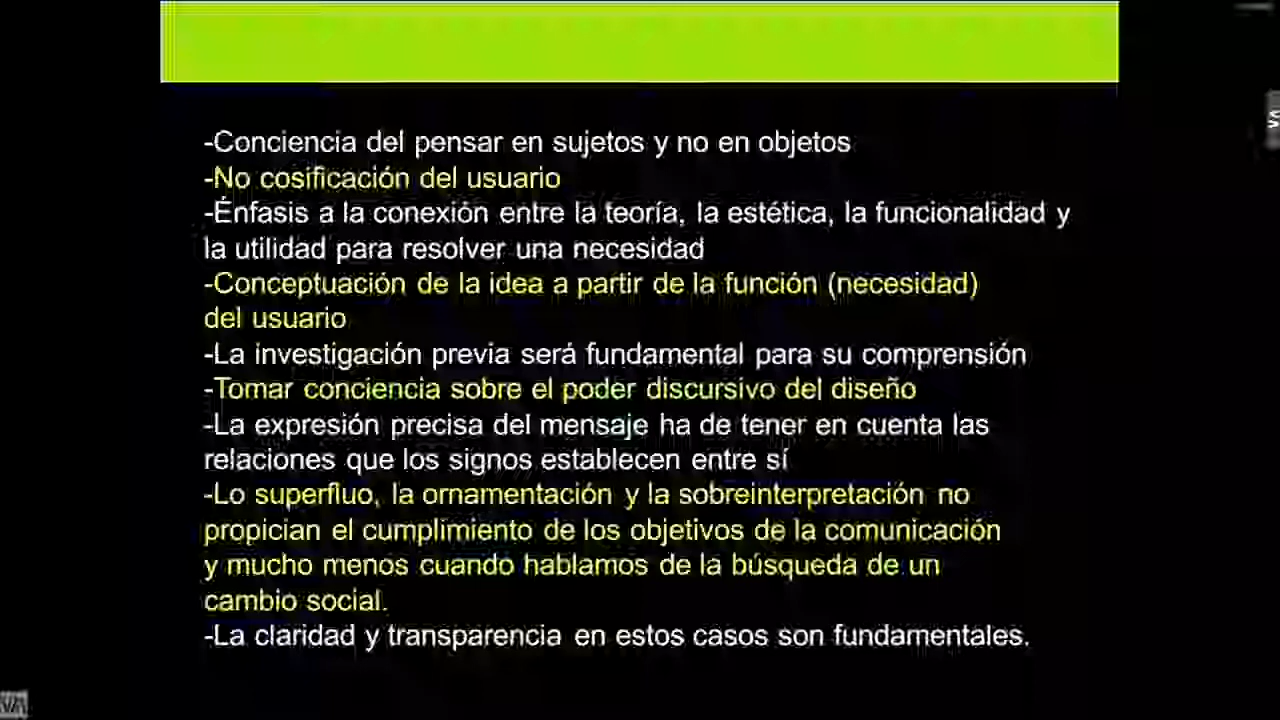 -Conciencia del pensar en sujetos y no en objetos
-No cosificación del usuario
-Énfasis a la conexión entre la teoría, la estética, la funcionalidad y
la utilidad para resolver una necesidad
-Conceptuación de la idea a partir de la función (necesidad)
del usuario
-La investigación previa será fundamental para su comprensión
-Tomar conciencia sobre el poder discursivo del diseño
-La expresión precisa del mensaje ha de tener en cuenta las
relaciones que los signos establecen entre sí
-Lo superfluo, la ornamentación y la sobreinterpretación no
propician el cumplimiento de los objetivos de la comunicación
y mucho menos cuando hablamos de la búsqueda de un
cambio social.
-La claridad y transparencia en estos casos son fundamentales.